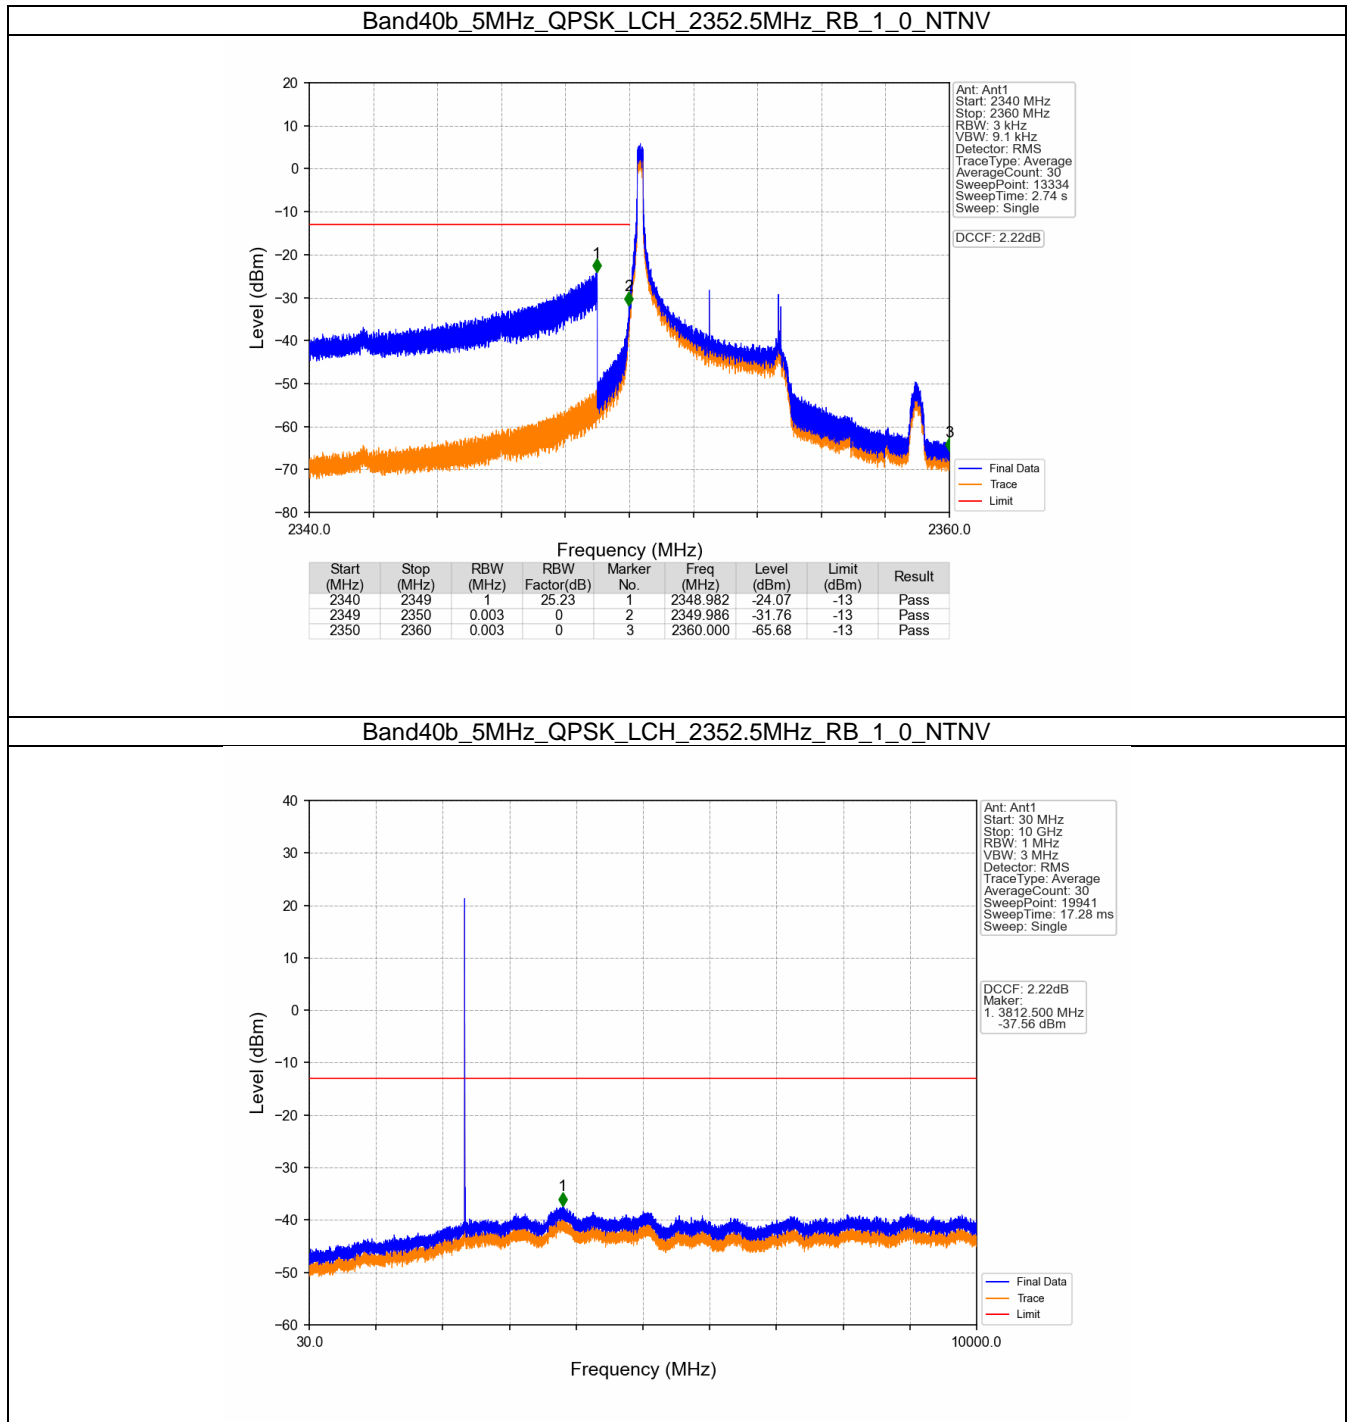 Band40b_5MHz_QPSK_LCH_2352.5MHz_RB_1_0_NTNV
20
10
0
−10
−20
−30
−40
−50
−60
−70
−80
Level (dBm)
1
2
3
2340.0
2360.0
Frequency (MHz)
Ant: Ant1
Start: 2340 MHz
Stop: 2360 MHz
RBW: 3 kHz
VBW: 9.1 kHz
Detector: RMS
TraceType: Average
AverageCount: 30
SweepPoint: 13334
SweepTime: 2.74 s
Sweep: Single
DCCF: 2.22dB
Final Data
Trace
Limit
Start (MHz) Stop (MHz) RBW (MHz) RBW Factor(dB) Marker No. Freq (MHz) Level (dBm) Limit (dBm) Result
2340 2349 1 25.23 1 2348.982 -24.07 -13 Pass
2349 2350 0.003 0 2 2349.986 -31.76 -13 Pass
2350 2360 0.003 0 3 2360.000 -65.68 -13 Pass
Band40b_5MHz_QPSK_LCH_2352.5MHz_RB_1_0_NTNV
40
30
20
10
0
−10
−20
−30
−40
−50
−60
Level (dBm)
1
30.0
10000.0
Frequency (MHz)
Ant: Ant1
Start: 30 MHz
Stop: 10 GHz
RBW: 1 MHz
VBW: 3 MHz
Detector: RMS
TraceType: Average
AverageCount: 30
SweepPoint: 19941
SweepTime: 17.28 ms
Sweep: Single
DCCF: 2.22dB
Maker:
1. 3812.500 MHz
-37.56 dBm
Final Data
Trace
Limit